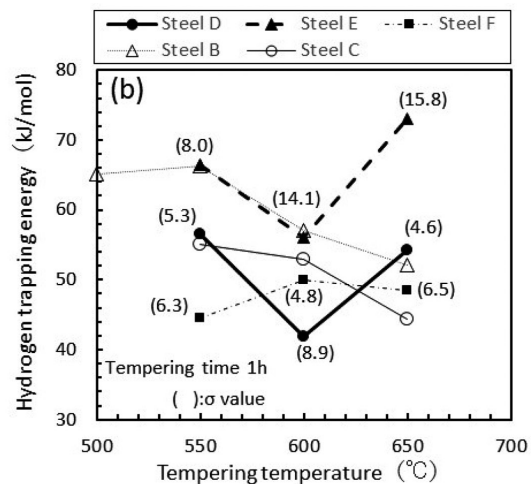 Steel D Steel E Steel F
Steel B Steel C
(b)
Hydrogen trapping energy (kJ/mol)
80
70
60
50
40
30
(15.8)
(8.0)
(14.1)
(5.3)
(4.6)
(6.3)
(4.8)
(6.5)
(8.9)
Tempering time 1h
( ):σ value
500 550 600 650 700
Tempering temperature (℃)